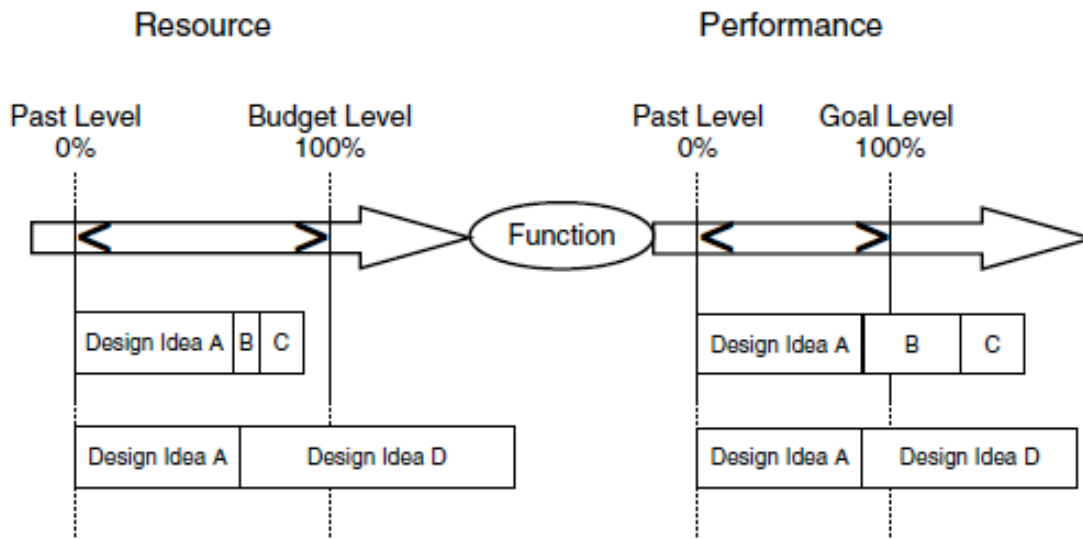 Resource Performance
Past Level Budget Level Past Level Goal Level
0% 100% 0% 100%
< > Function < >
Design Idea A B C Design Idea A B C
Design Idea A Design Idea D Design Idea A Design Idea D